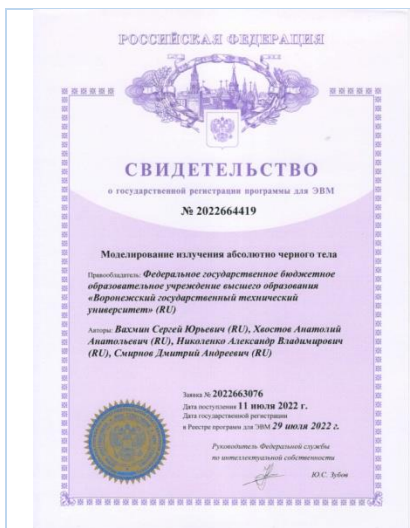 РОССИЙСКАЯ ФЕДЕРАЦИЯ
СВИДЕТЕЛЬСТВО
о государственной регистрации программы для ЭВМ
№ 2022664419
Моделирование излучения абсолютно черного тела
Правообладатель: Федеральное государственное бюджетное
образовательное учреждение высшего образования
«Воронежский государственный технический
университет» (RU)
Авторы: Вахмин Сергей Юрьевич (RU), Хвостов Анатолий
Анатольевич (RU), Николенко Александр Владимирович
(RU), Смирнов Дмитрий Андреевич (RU)
Заявка № 2022663076
Дата поступления 11 июля 2022 г.
Дата государственной регистрации
в Реестре программ для ЭВМ 29 июля 2022 г.
Руководитель Федеральной службы
по интеллектуальной собственности
Ю.С. Зубов